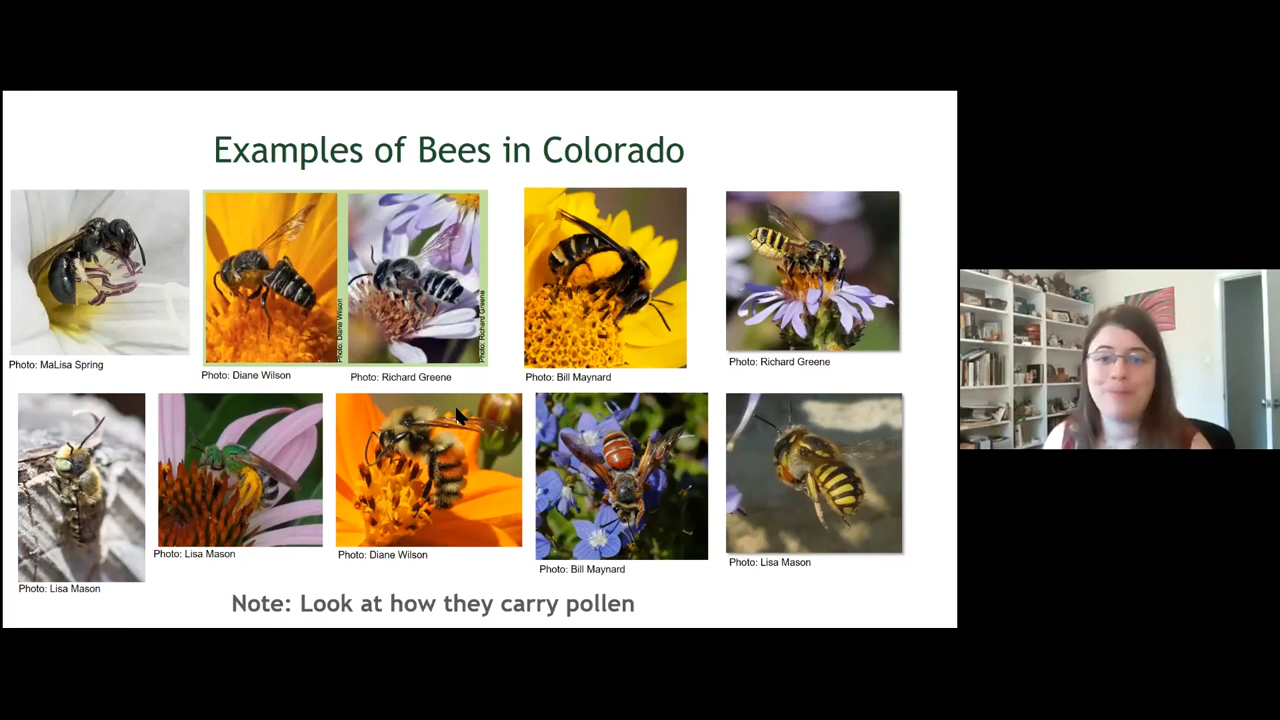 Examples of Bees in Colorado
Photo: MaLisa Spring
Photo: Diane Wilson
Photo: Richard Greene
Photo: Diane Wilson
Photo: Richard Greene
Photo: Bill Maynard
Photo: Richard Greene
Photo: Lisa Mason
Photo: Lisa Mason
Photo: Diane Wilson
Photo: Bill Maynard
Photo: Lisa Mason
Note: Look at how they carry pollen